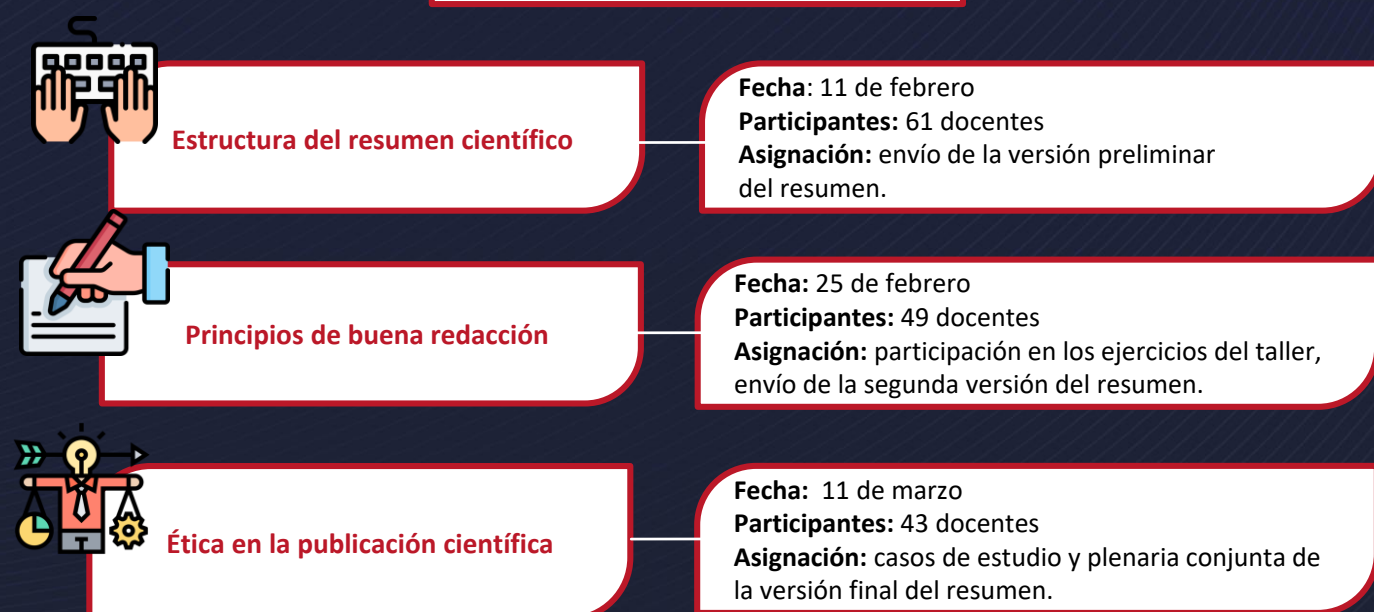 Estructura del resumen científico
Fecha: 11 de febrero
Participantes: 61 docentes
Asignación: envío de la versión preliminar
del resumen.
Principios de buena redacción
Fecha: 25 de febrero
Participantes: 49 docentes
Asignación: participación en los ejercicios del taller,
envío de la segunda versión del resumen.
Ética en la publicación científica
Fecha: 11 de marzo
Participantes: 43 docentes
Asignación: casos de estudio y plenaria conjunta de
la versión final del resumen.